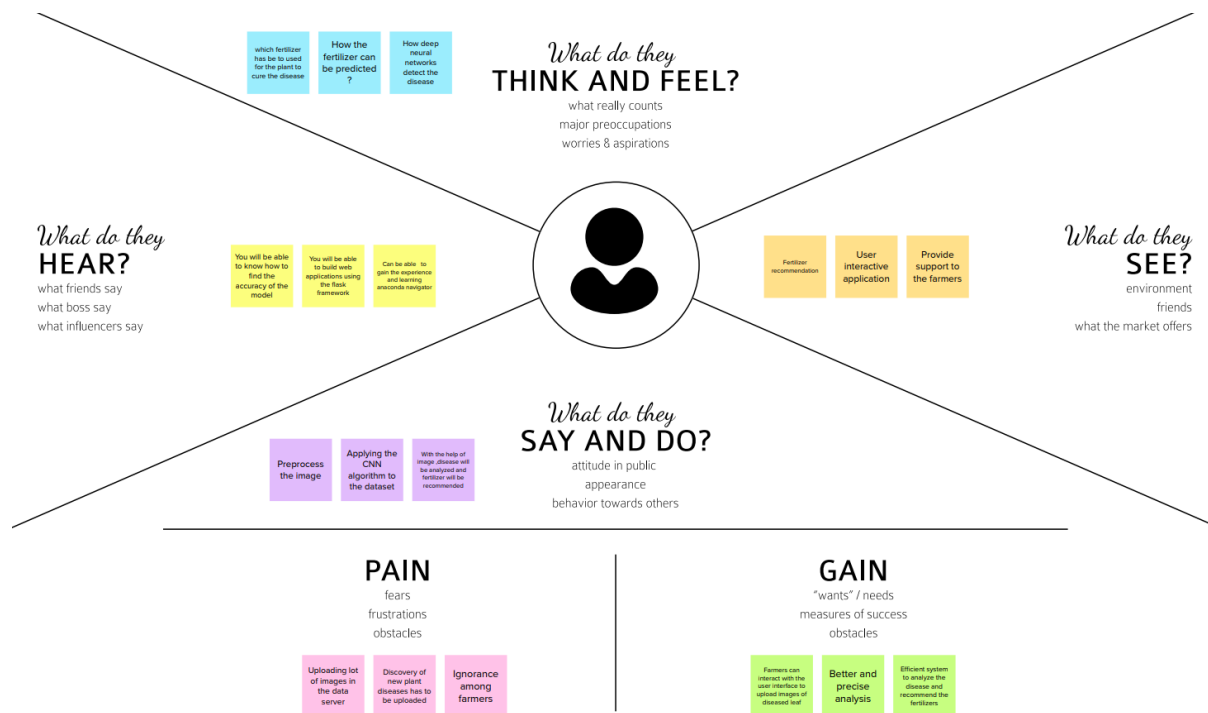 which fertilizer
has be to used
for the plant to
cure the disease
How the
fertilizer can
be predicted
?
How deep
neural
networks
detect the
disease
What do they
THINK AND FEEL?
what really counts
major preoccupations
worries & aspirations
What do they
HEAR?
what friends say
what boss say
what influencers say
You will be able
to know how to
find the
accuracy of the
model
You will be able
to build web
applications using
the flask
framework
Can be able to
gain the experience
and learning
anaconda navigator
Fertilizer
recommendation
User
interactive
application
Provide
support to
the farmers
What do they
SEE?
environment
friends
what the market offers
What do they
SAY AND DO?
attitude in public
appearance
behavior towards others
Preprocess
the image
Applying the
CNN
algorithm to
the dataset
With the help of
image ,disease will
be analyzed and
fertilizer will be
recommended
PAIN
fears
frustrations
obstacles
Uploading lot
of images in
the data
server
Discovery of
new plant
diseases has to
be uploaded
Ignorance
among
farmers
GAIN
“wants” / needs
measures of success
obstacles
Farmers can
interact with the
user interface to
upload images of
diseased leaf
Better and
precise
analysis
Efficient system
to analyze the
disease and
recommend the
fertilizers